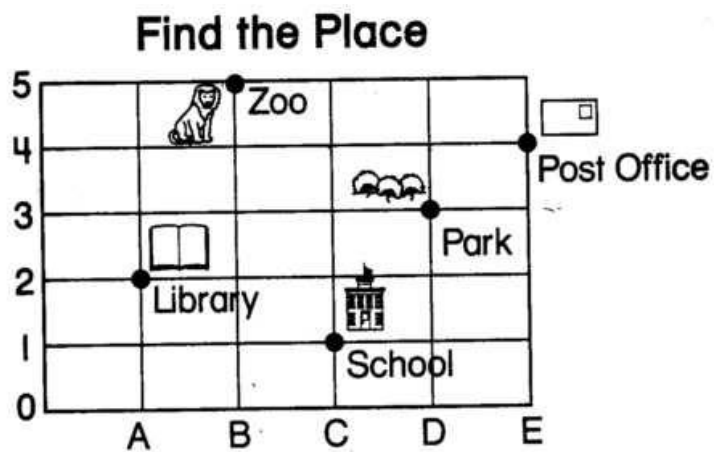 Find the Place
5
Zoo
4
Post Office
3
Park
2
Library
1
School
0
A B C D E